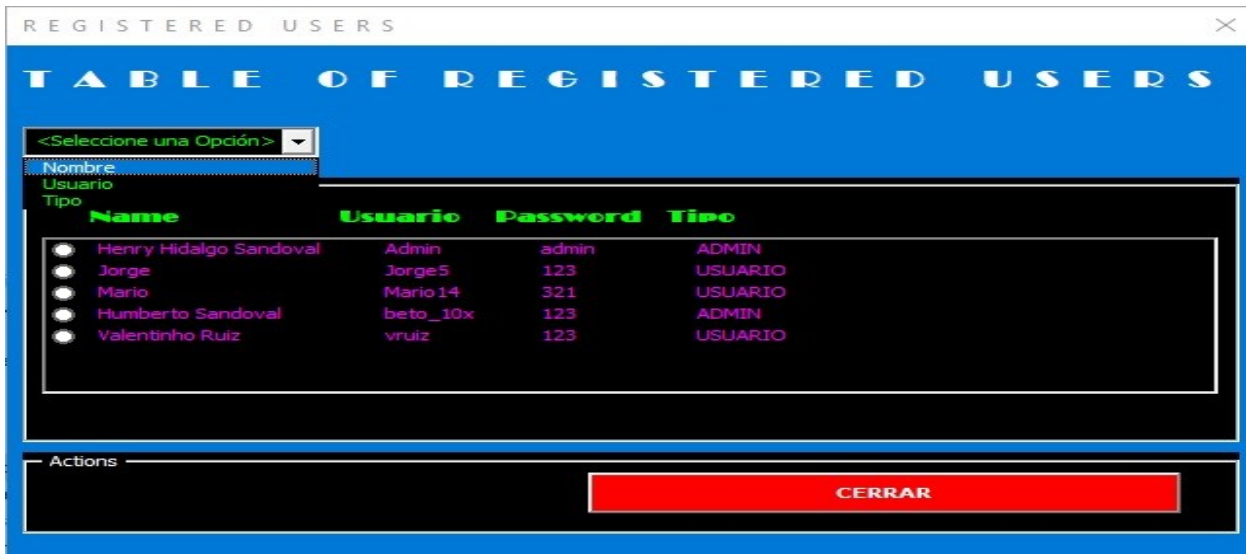 REGISTERED USERS
TABLE OF REGISTERED USERS
<Seleccione una Opción>
Nombre
Usuario
Tipo
Name Usuario Password Tipo
Henry Hidalgo Sandoval Admin admin ADMIN
Jorge Jorge5 123 USUARIO
Mario Mario14 321 USUARIO
Humberto Sandoval beto_10x 123 ADMIN
Valentinho Ruiz vruiz 123 USUARIO
Actions
CERRAR